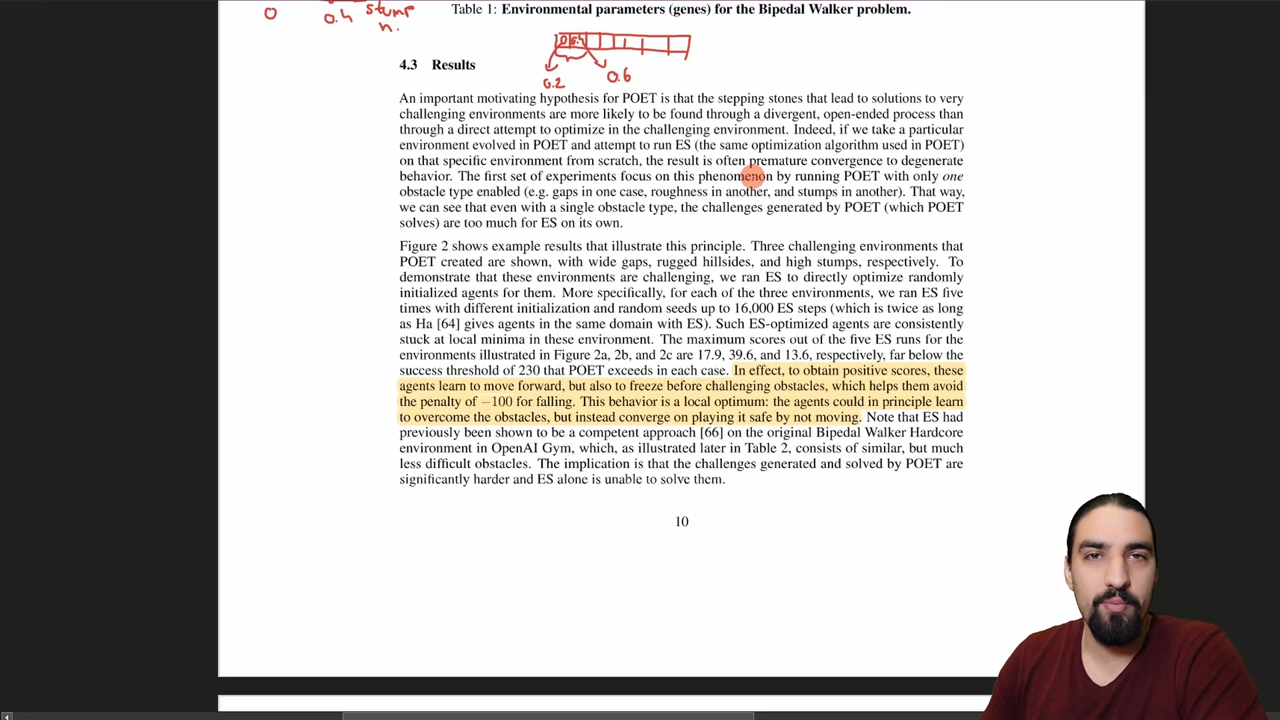 0
0.4
stump
h.
Table 1: Environmental parameters (genes) for the Bipedal Walker problem.
0 0.4
0.2
0.6
4.3 Results
An important motivating hypothesis for POET is that the stepping stones that lead to solutions to very
challenging environments are more likely to be found through a divergent, open-ended process than
through a direct attempt to optimize in the challenging environment. Indeed, if we take a particular
environment evolved in POET and attempt to run ES (the same optimization algorithm used in POET)
on that specific environment from scratch, the result is often premature convergence to degenerate
behavior. The first set of experiments focus on this phenomenon by running POET with only one
obstacle type enabled (e.g. gaps in one case, roughness in another, and stumps in another). That way,
we can see that even with a single obstacle type, the challenges generated by POET (which POET
solves) are too much for ES on its own.
Figure 2 shows example results that illustrate this principle. Three challenging environments that
POET created are shown, with wide gaps, rugged hillsides, and high stumps, respectively. To
demonstrate that these environments are challenging, we ran ES to directly optimize randomly
initialized agents for them. More specifically, for each of the three environments, we ran ES five
times with different initialization and random seeds up to 16,000 ES steps (which is twice as long
as Ha [64] gives agents in the same domain with ES). Such ES-optimized agents are consistently
stuck at local minima in these environment. The maximum scores out of the five ES runs for the
environments illustrated in Figure 2a, 2b, and 2c are 17.9, 39.6, and 13.6, respectively, far below the
success threshold of 230 that POET exceeds in each case. In effect, to obtain positive scores, these
agents learn to move forward, but also to freeze before challenging obstacles, which helps them avoid
the penalty of −100 for falling. This behavior is a local optimum: the agents could in principle learn
to overcome the obstacles, but instead converge on playing it safe by not moving. Note that ES had
previously been shown to be a competent approach [66] on the original Bipedal Walker Hardcore
environment in OpenAI Gym, which, as illustrated later in Table 2, consists of similar, but much
less difficult obstacles. The implication is that the challenges generated and solved by POET are
significantly harder and ES alone is unable to solve them.
10